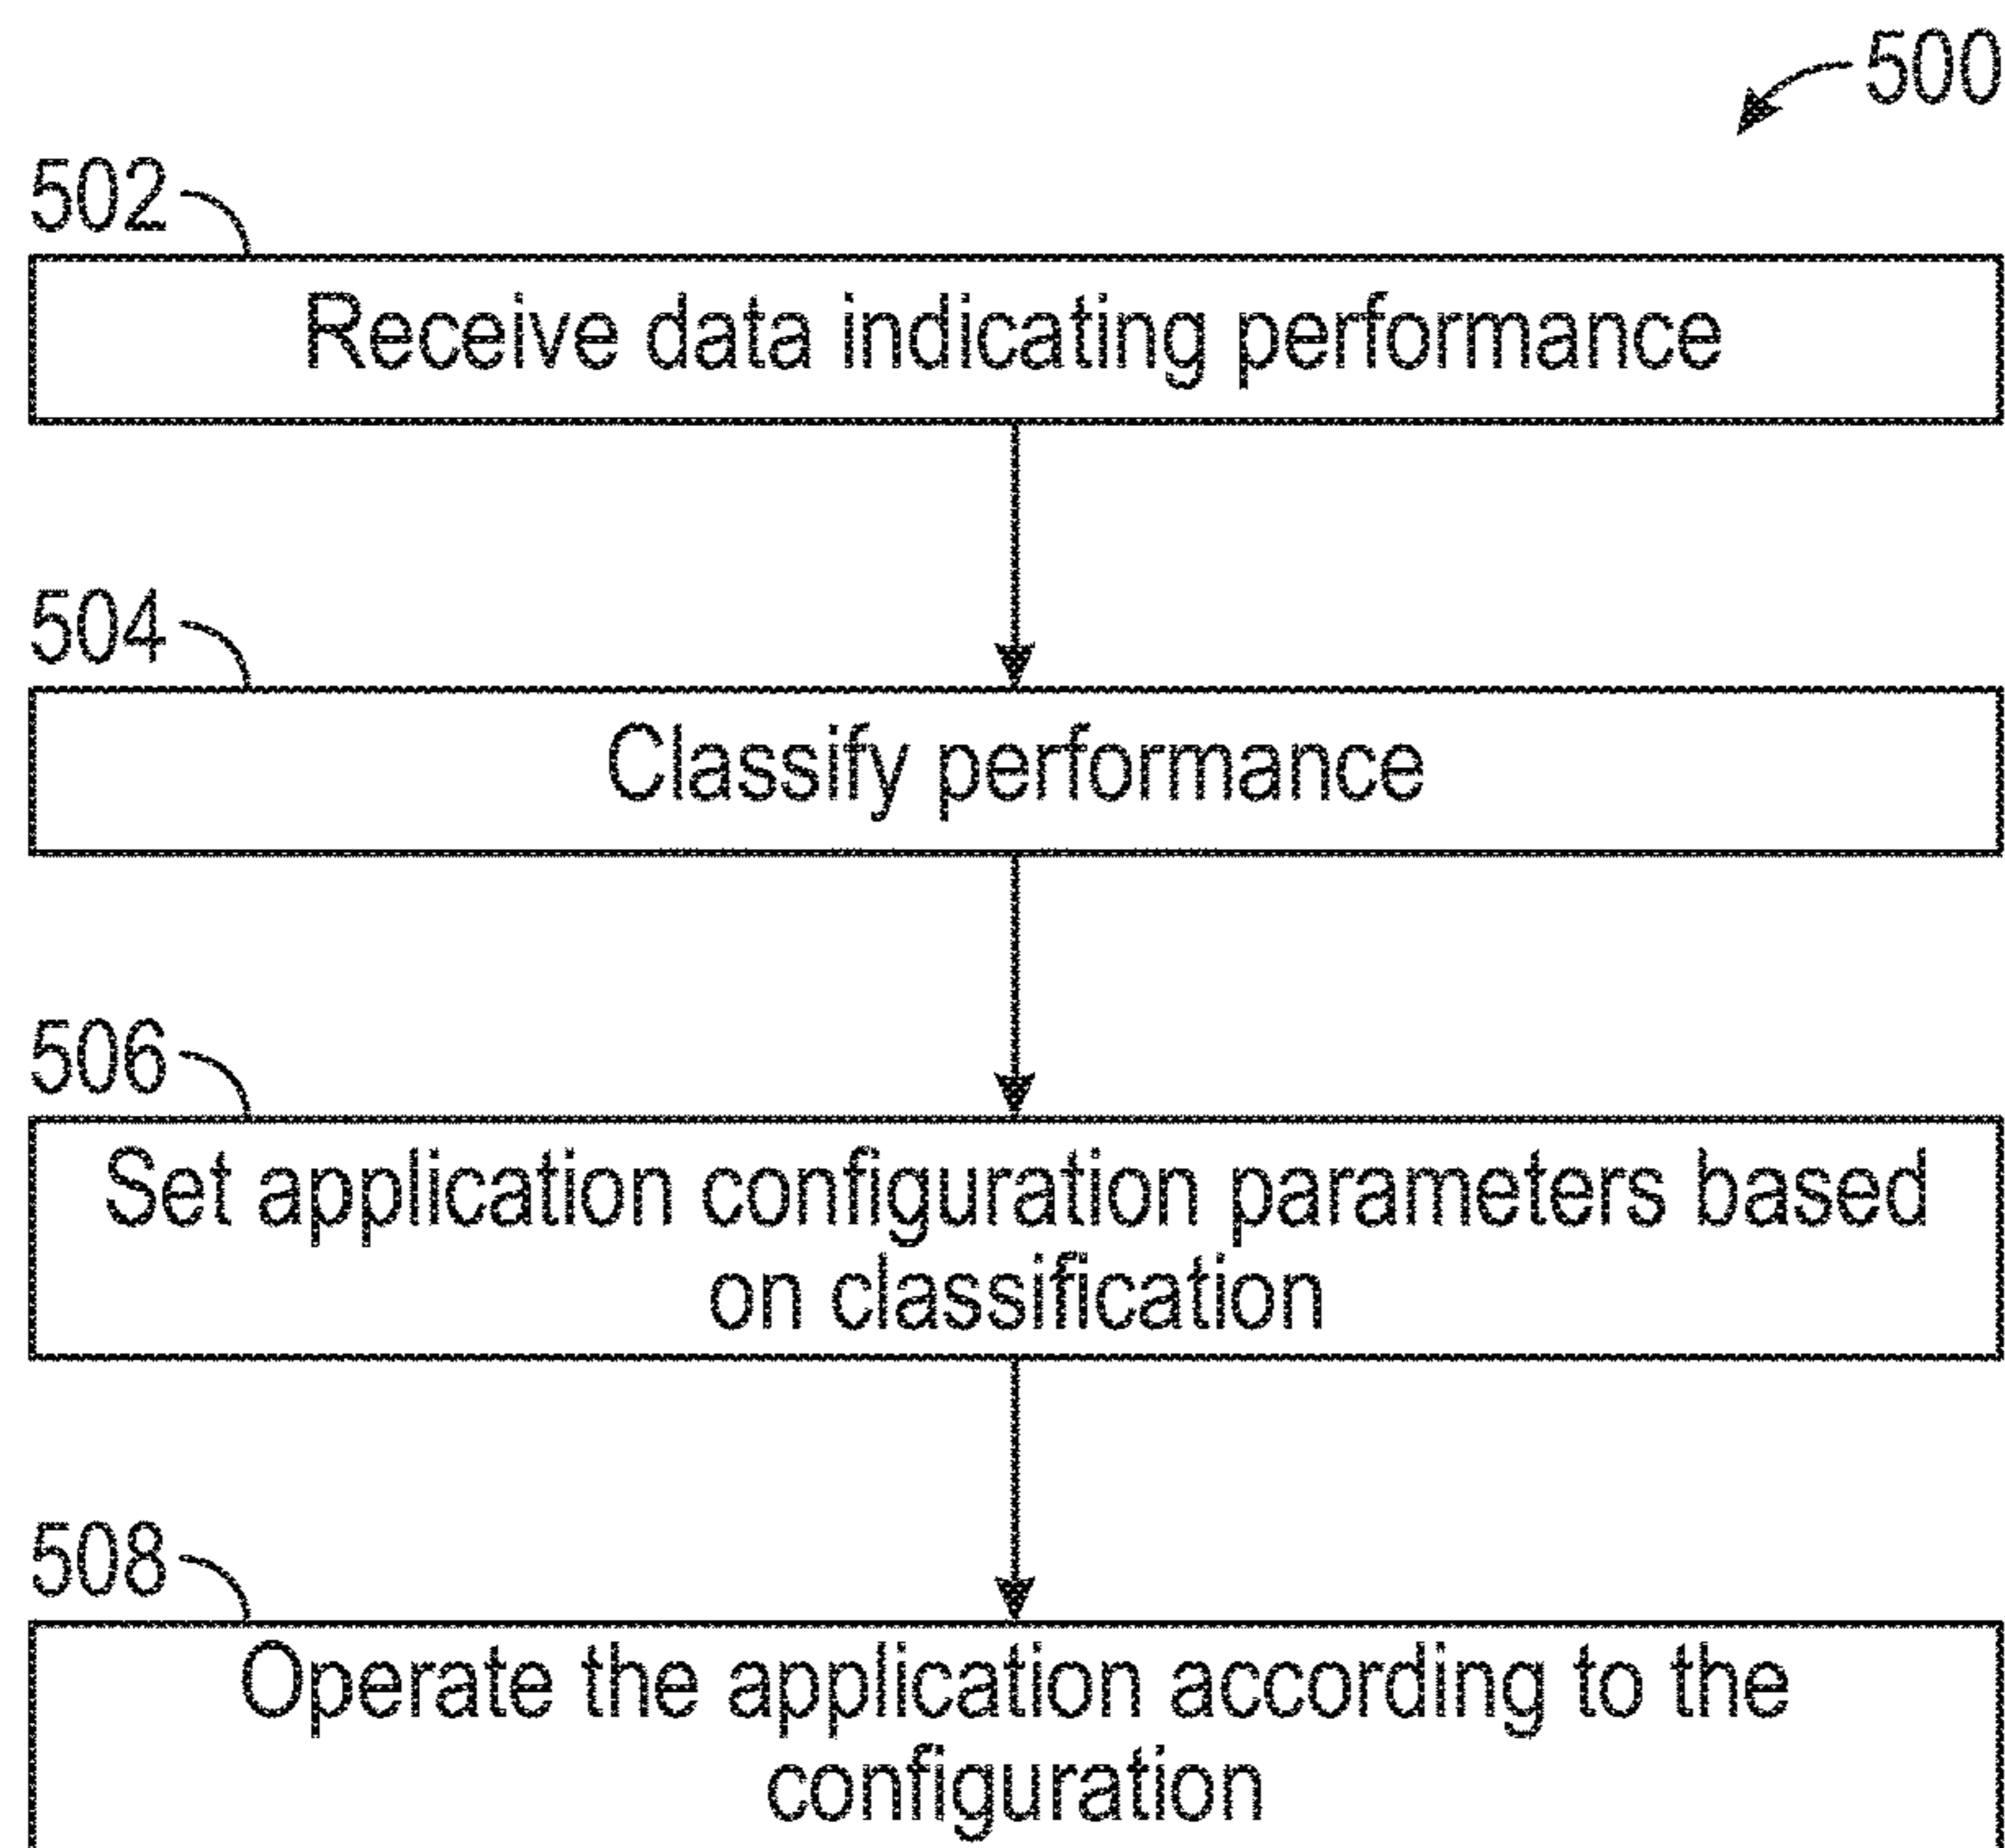 500
502
Receive data indicating performance
504
Classify performance
506
Set application configuration parameters based
on classification
508
Operate the application according to the
configuration